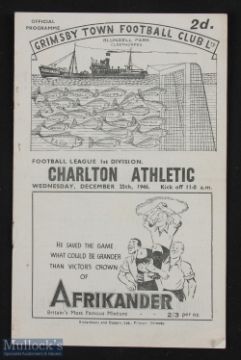 OFFICIAL
PROGRAMME
2d.
GRIMSBY TOWN FOOTBALL CLUB LTD
BLUNDELL PARK
CLEETHORPES
FOOTBALL LEAGUE 1st DIVISION.
CHARLTON ATHLETIC
WEDNESDAY, DECEMBER 25th, 1946. Kick off 11-0 a.m.
HE SAVED THE GAME
WHAT COULD BE GRANDER
THAN VICTORS CROWN
OF
AFRIKANDER
Britain's Most Famous Mixture 2/3 per oz.
Mullock's